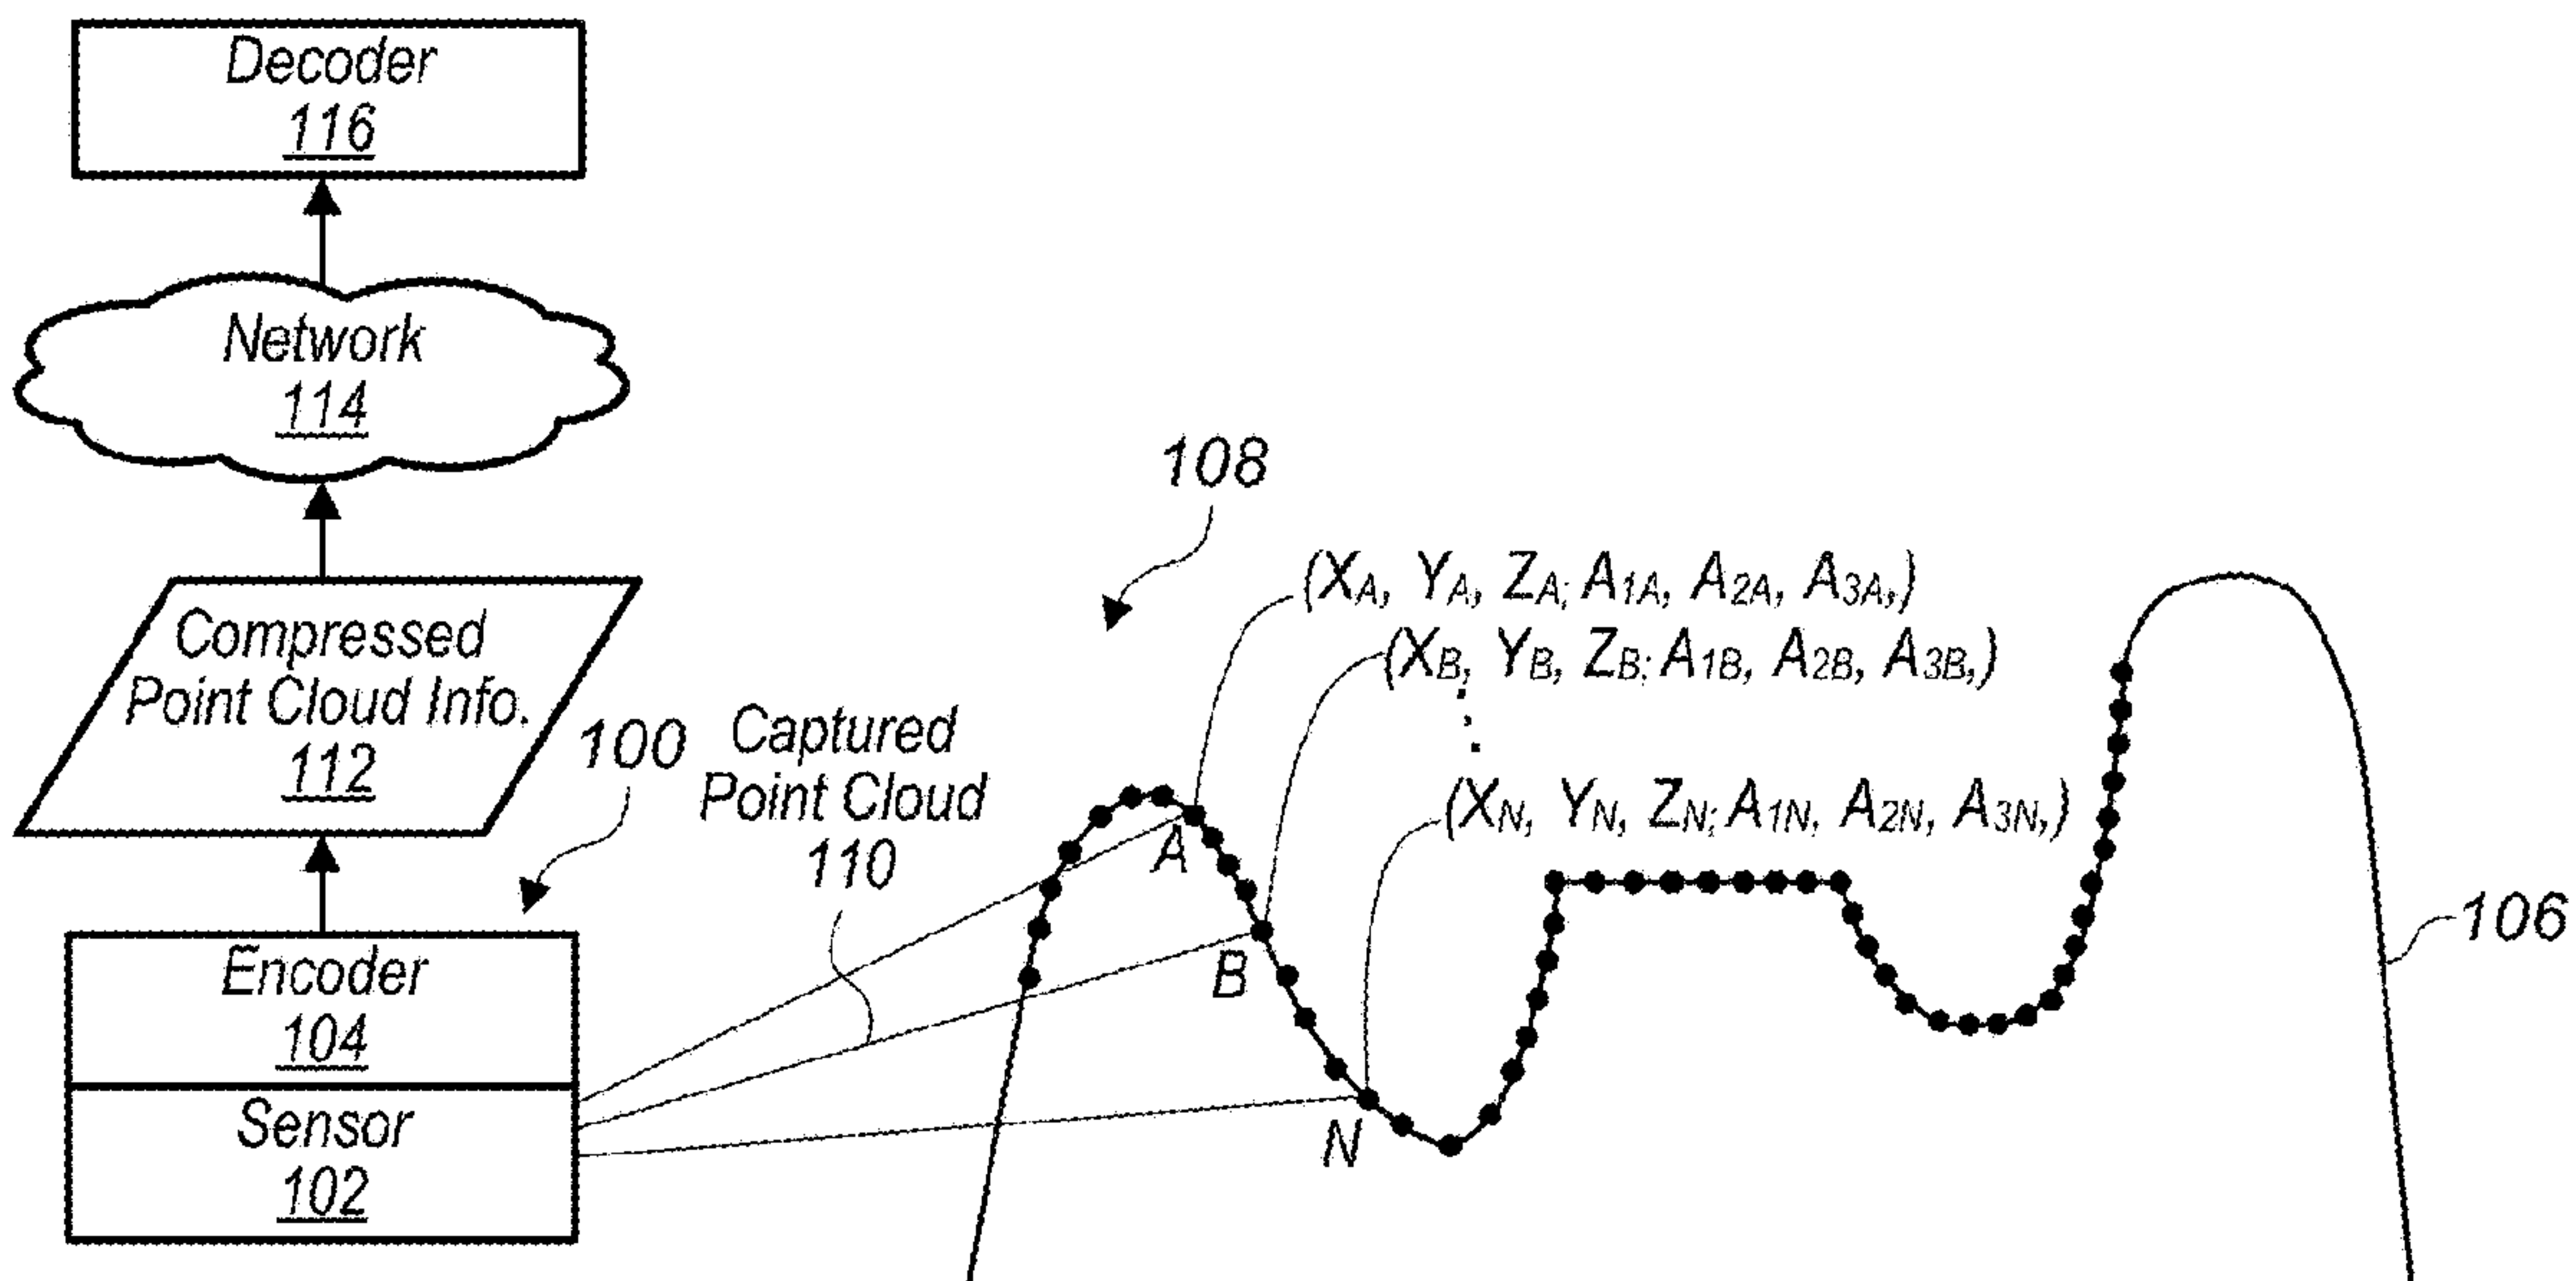 Decoder
116
Network
114
Compressed
Point Cloud Info.
112
100
Captured
Point Cloud
110
Encoder
104
Sensor
102
108
(XA, YA, ZA; A1A, A2A, A3A,)
(XB, YB, ZB; A1B, A2B, A3B,)
(XN, YN, ZN; A1N, A2N, A3N,)
A
B
N
106